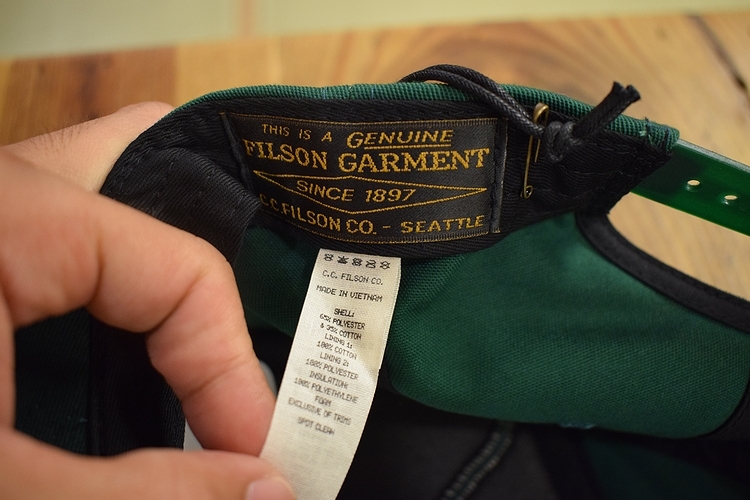 THIS IS A GENUINE
FILSON GARMENT
SINCE 1897
C.C.FILSON CO. - SEATTLE
C.C. FILSON CO.
MADE IN VIETNAM
SHELL:
65% POLYESTER
& 35% COTTON
LINING 1:
100% COTTON
LINING 2:
100% POLYESTER
INSULATION:
100% POLYETHYLENE
FOAM
EXCLUSIVE OF TRIMS
SPOT CLEAN